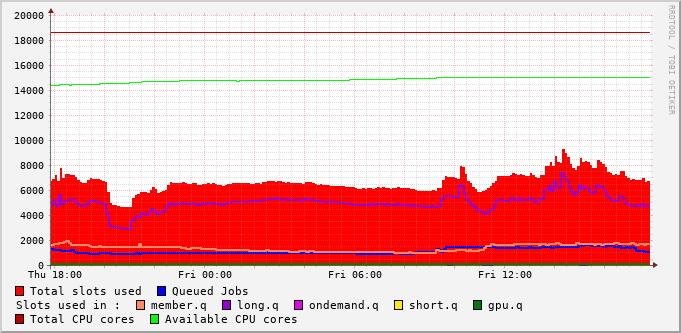 20000
18000
16000
14000
12000
10000
8000
6000
4000
2000
0
Thu 18:00 Fri 00:00 Fri 06:00 Fri 12:00
RRDTOOL / TOBI OETIKER
Total slots used Queued Jobs
Slots used in : member.q long.q ondemand.q short.q gpu.q
Total CPU cores Available CPU cores